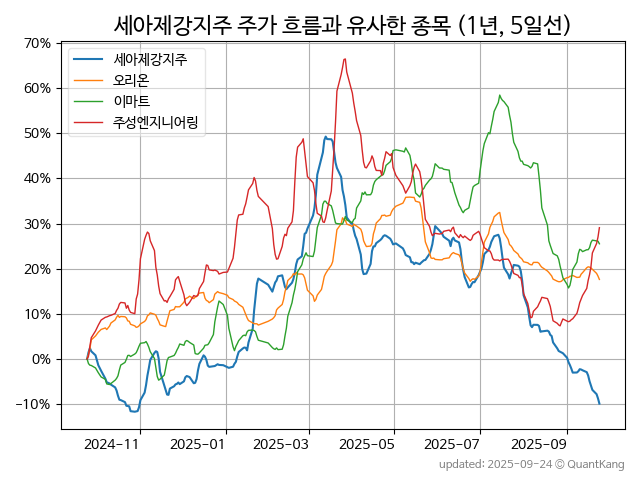 세아제강지주 주가 흐름과 유사한 종목 (1년, 5일선)
세아제강지주
오리온
이마트
주성엔지니어링
70%
60%
50%
40%
30%
20%
10%
0%
−10%
2024-11
2025-01
2025-03
2025-05
2025-07
2025-09
updated: 2025-09-24 © QuantKang